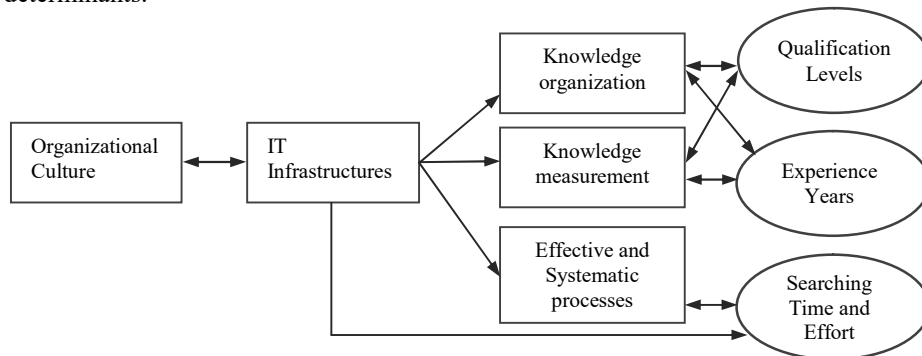 determinants.
Knowledge
organization
Qualification
Levels
Organizational
Culture
IT
Infrastructures
Knowledge
measurement
Experience
Years
Effective and
Systematic
processes
Searching
Time and
Effort